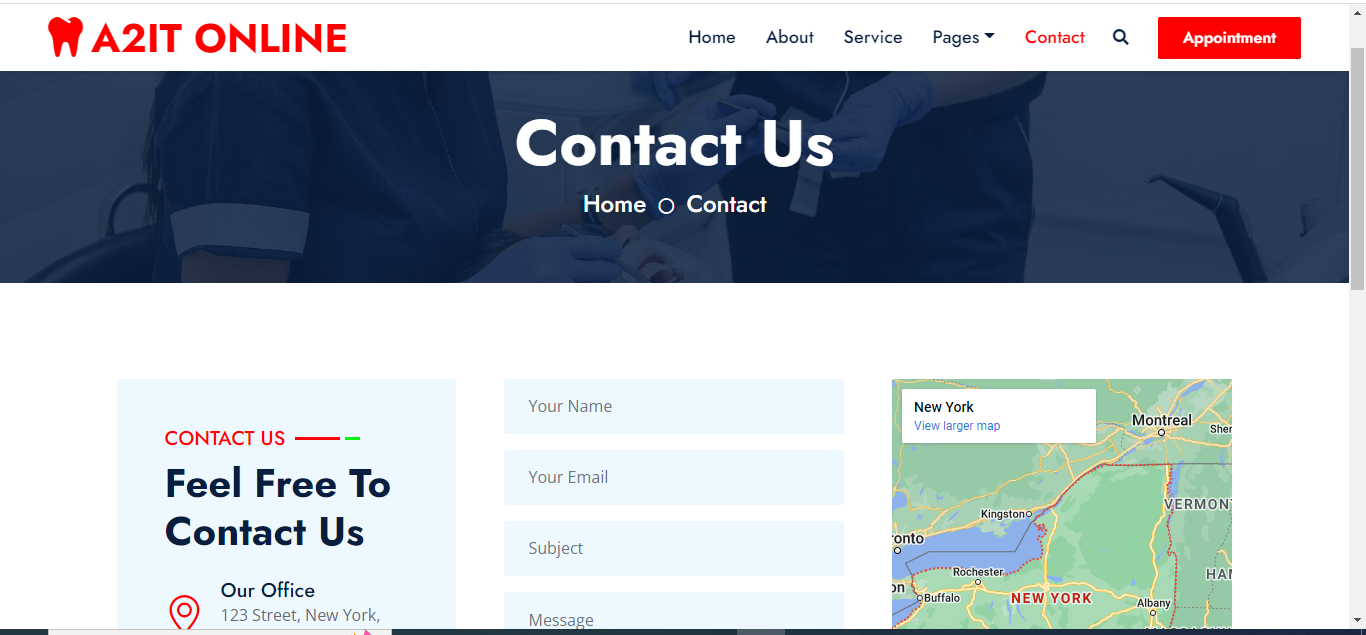 A2IT ONLINE
Home About Service Pages Contact Appointment
Contact Us
Home Contact
CONTACT US
Feel Free To
Contact Us
Our Office
123 Street, New York,
Your Name
Your Email
Subject
Message
New York
View larger map
Montreal
Sher
VERMONT
Kingston
ronto
Rochester
HAM
on
Buffalo
NEW YORK
Albany